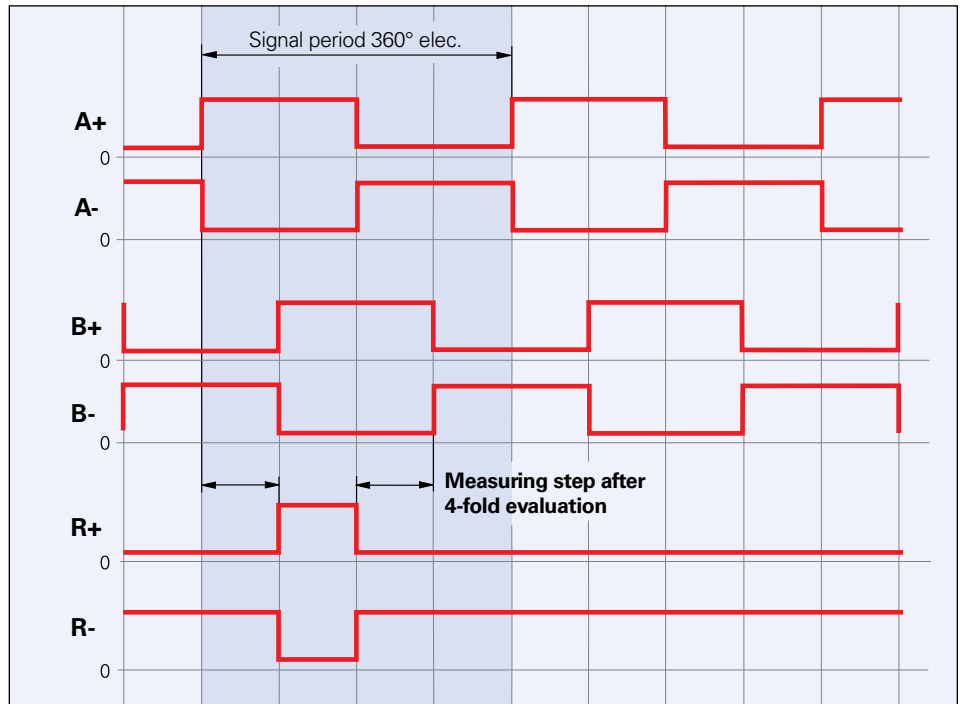 Signal period 360° elec.
A+
0
A-
0
B+
0
B-
0
Measuring step after
4-fold evaluation
R+
0
R-
0